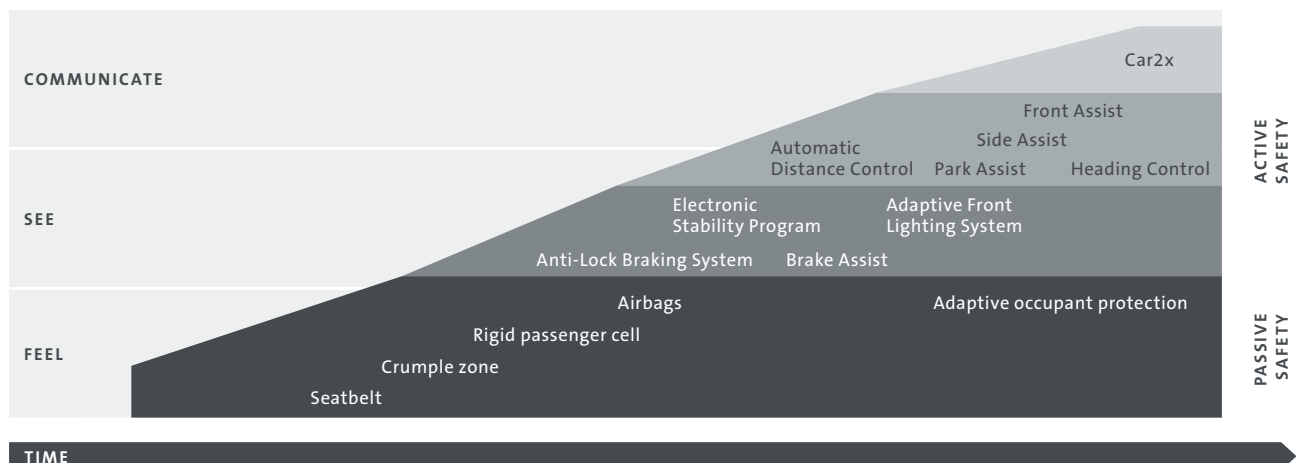 COMMUNICATE
Car2x
Front Assist
Side Assist
Automatic
Distance Control
Park Assist
Heading Control
ACTIVE
SAFETY
SEE
Electronic
Stability Program
Adaptive Front
Lighting System
Anti-Lock Braking System
Brake Assist
FEEL
Airbags
Adaptive occupant protection
Rigid passenger cell
Crumple zone
Seatbelt
PASSIVE
SAFETY
TIME